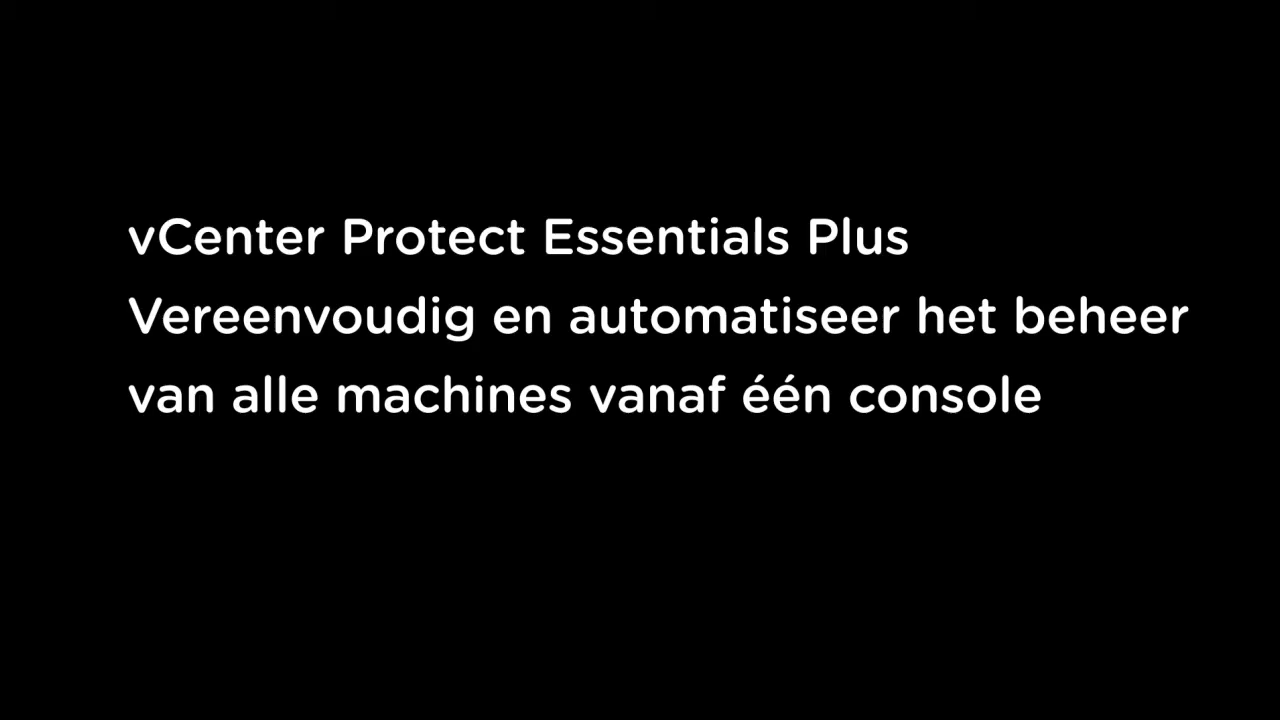 vCenter Protect Essentials Plus
Vereenvoudig en automatiseer het beheer
van alle machines vanaf één console